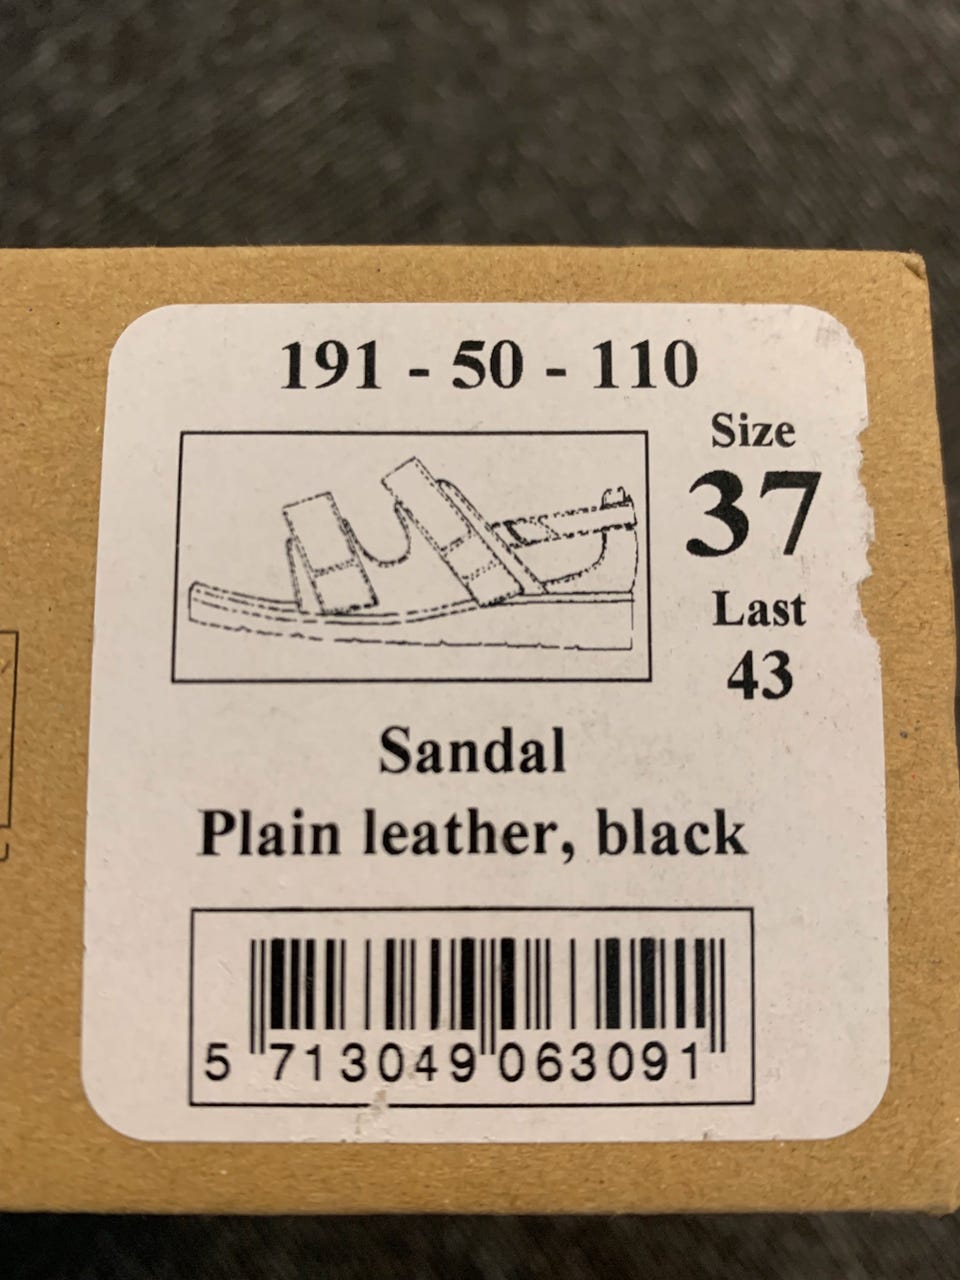 191 - 50 - 110
Size
37
Last
43
Sandal
Plain leather, black
5 713049 063091